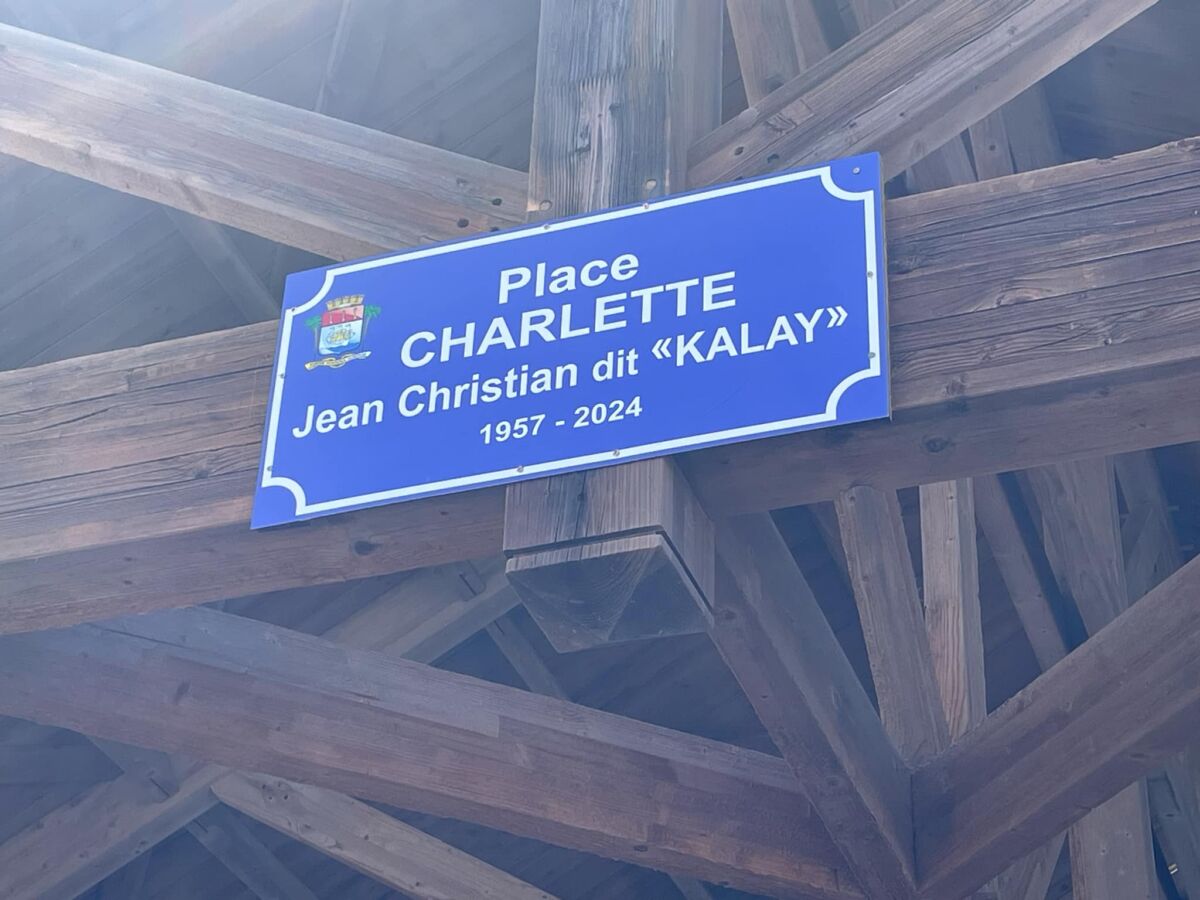 Place
CHARLETTE
Jean Christian dit «KALAY»
1957 - 2024